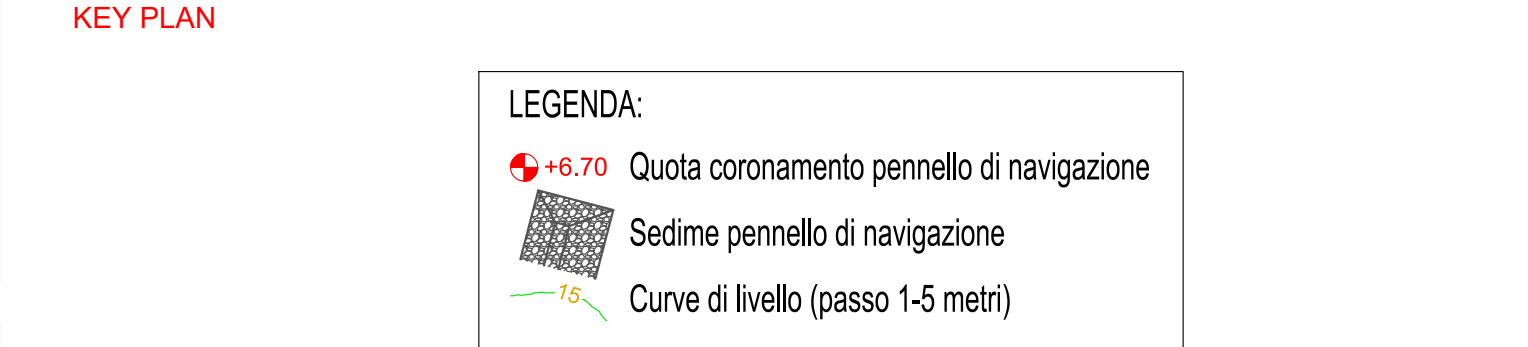 KEY PLAN
LEGENDA:
+6.70 Quota coronamento pennello di navigazione
Sedime pennello di navigazione
15 Curve di livello (passo 1-5 metri)